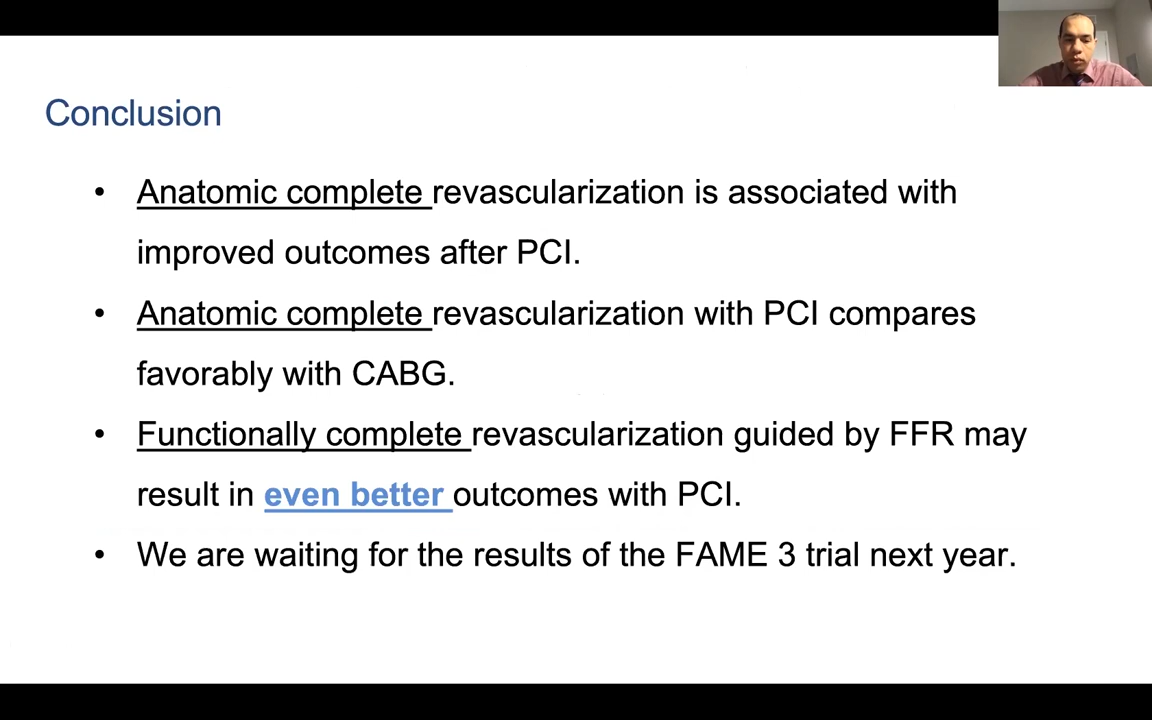 Conclusion
• Anatomic complete revascularization is associated with
improved outcomes after PCI.
• Anatomic complete revascularization with PCI compares
favorably with CABG.
• Functionally complete revascularization guided by FFR may
result in even better outcomes with PCI.
• We are waiting for the results of the FAME 3 trial next year.